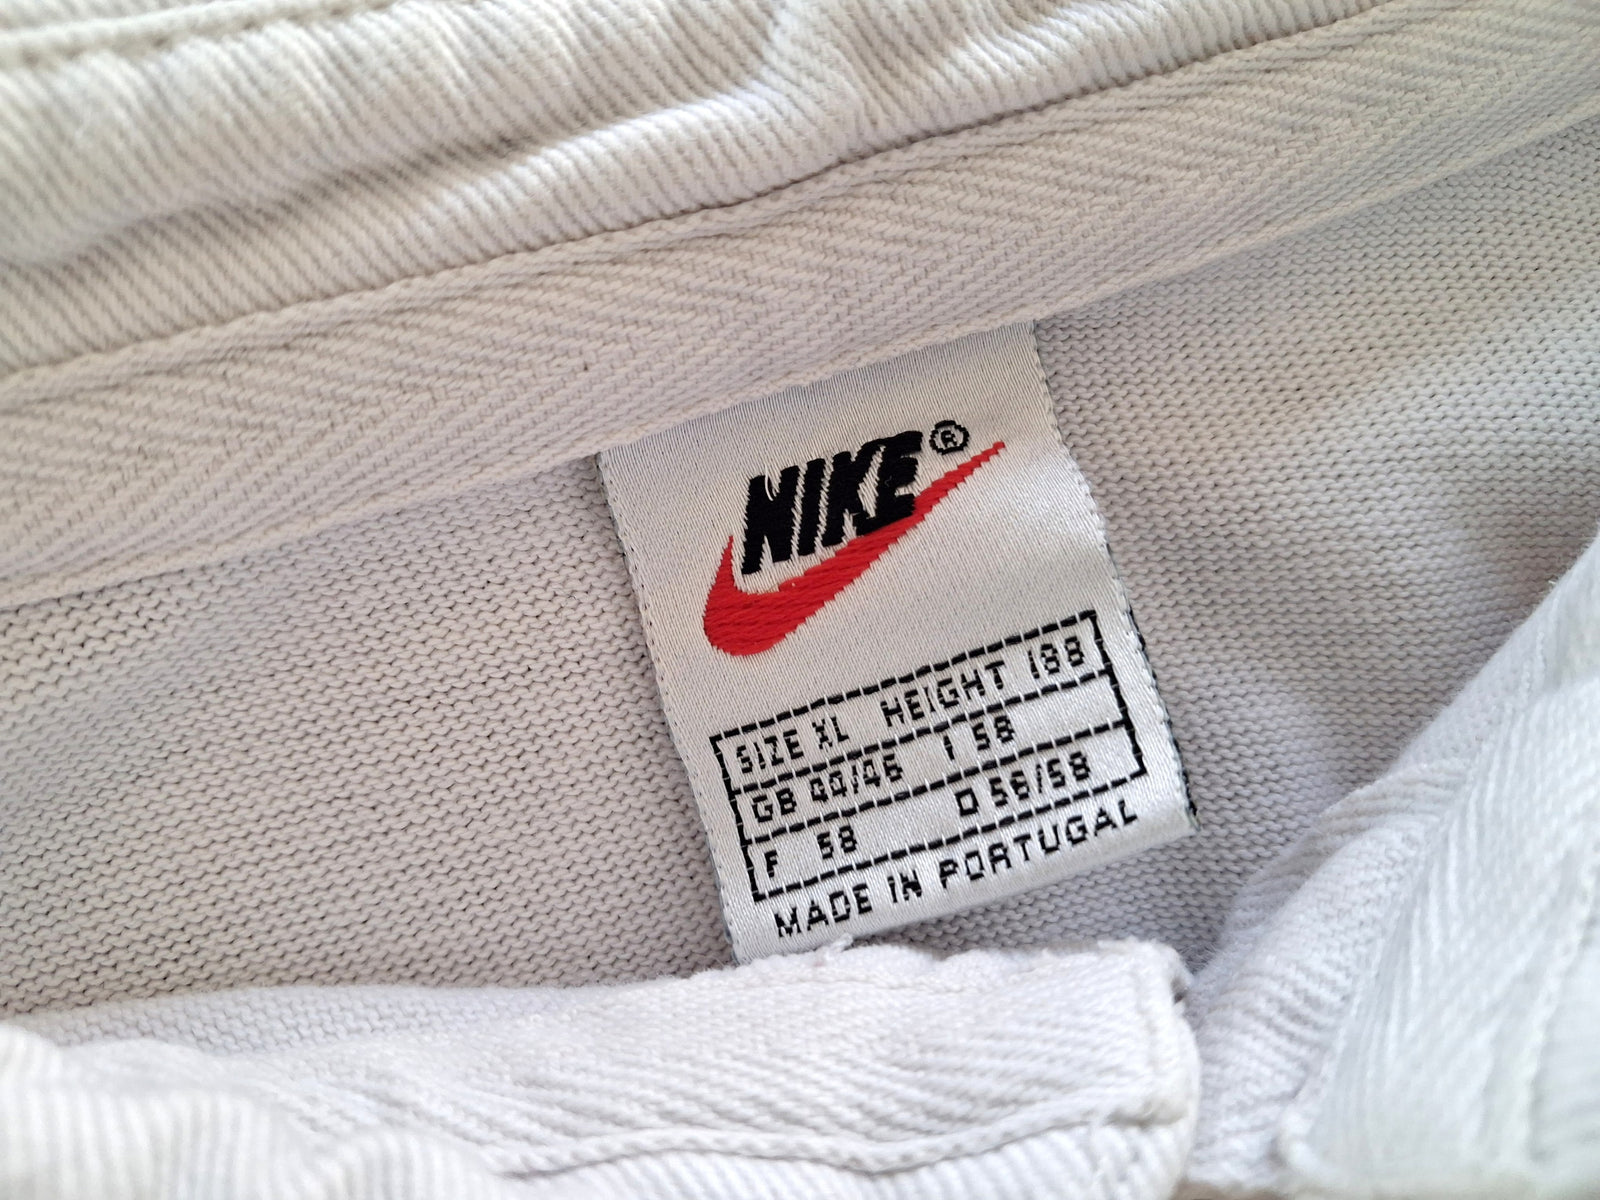 NIKE ®
SIZE XL HEIGHT 188
GB 44/46 I 58
F 58 D 56/58
MADE IN PORTUGAL